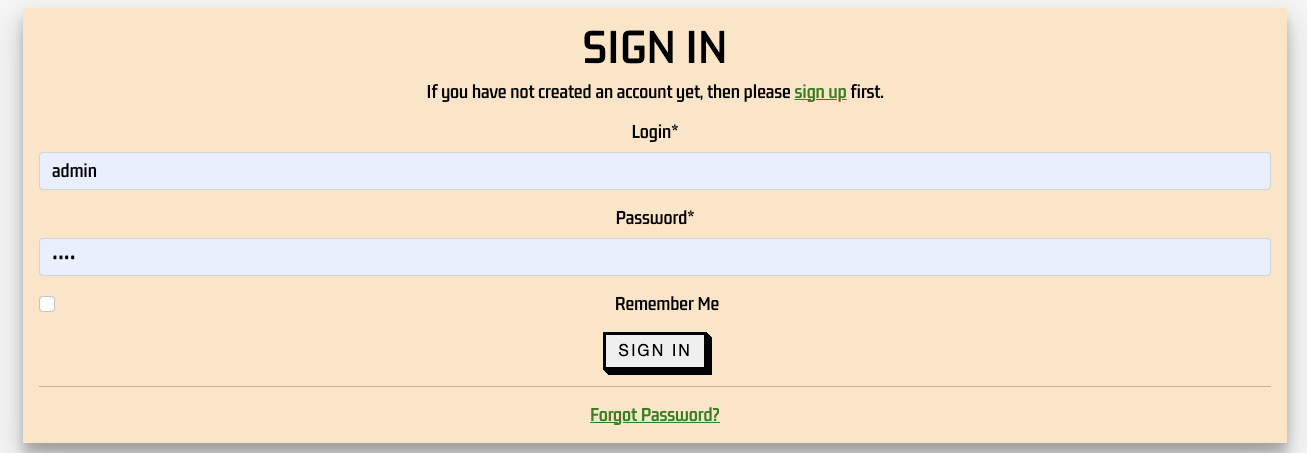 SIGN IN
If you have not created an account yet, then please sign up first.
Login*
admin
Password*
••••
Remember Me
SIGN IN
Forgot Password?